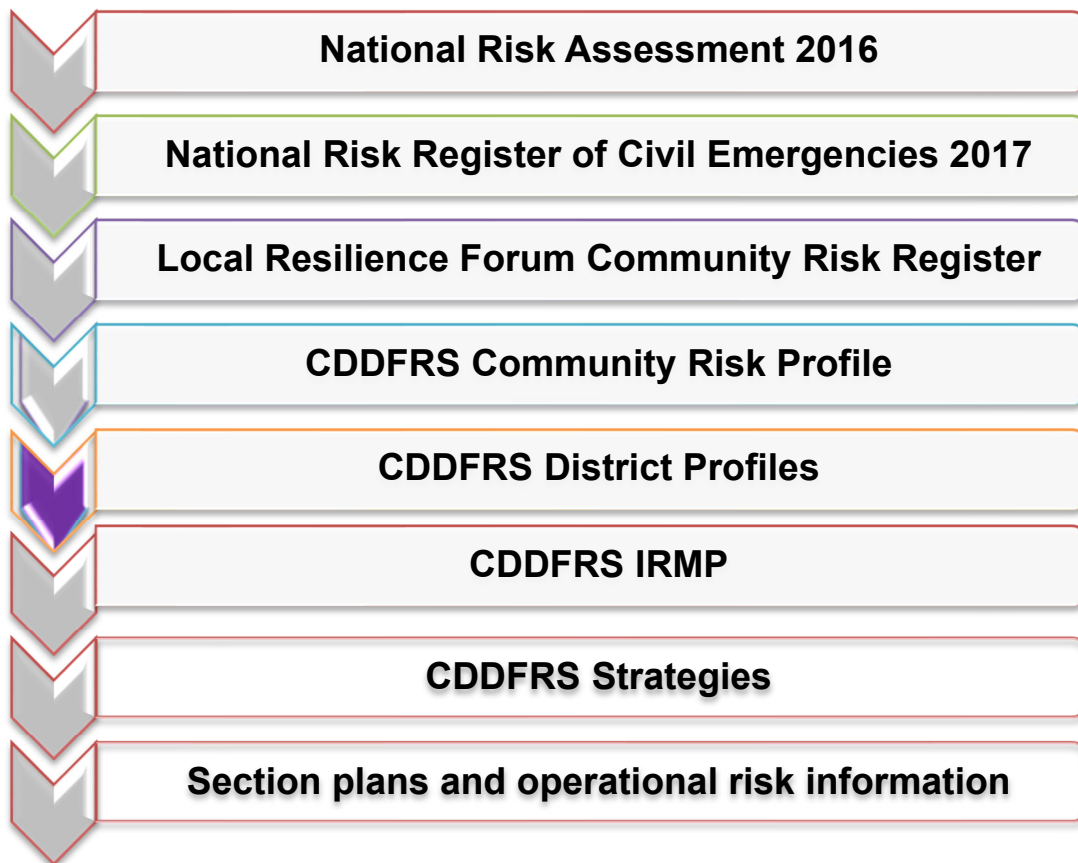 National Risk Assessment 2016
National Risk Register of Civil Emergencies 2017
Local Resilience Forum Community Risk Register
CDDFRS Community Risk Profile
CDDFRS District Profiles
CDDFRS IRMP
CDDFRS Strategies
Section plans and operational risk information